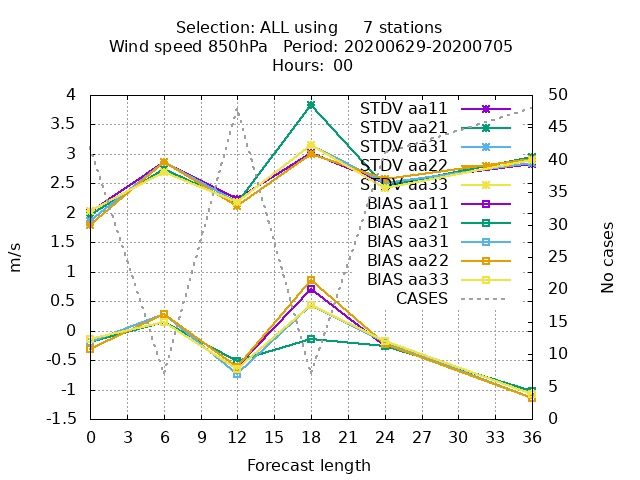 Selection: ALL using 7 stations
Wind speed 850hPa Period: 20200629-20200705
Hours: 00
4
3.5
3
2.5
2
1.5
1
0.5
0
-0.5
-1
-1.5
m/s
STDV aa11
STDV aa21
STDV aa31
STDV aa22
STDV aa33
BIAS aa11
BIAS aa21
BIAS aa31
BIAS aa22
BIAS aa33
CASES
50
45
40
35
30
25
20
15
10
5
0
No cases
0 3 6 9 12 15 18 21 24 27 30 33 36
Forecast length